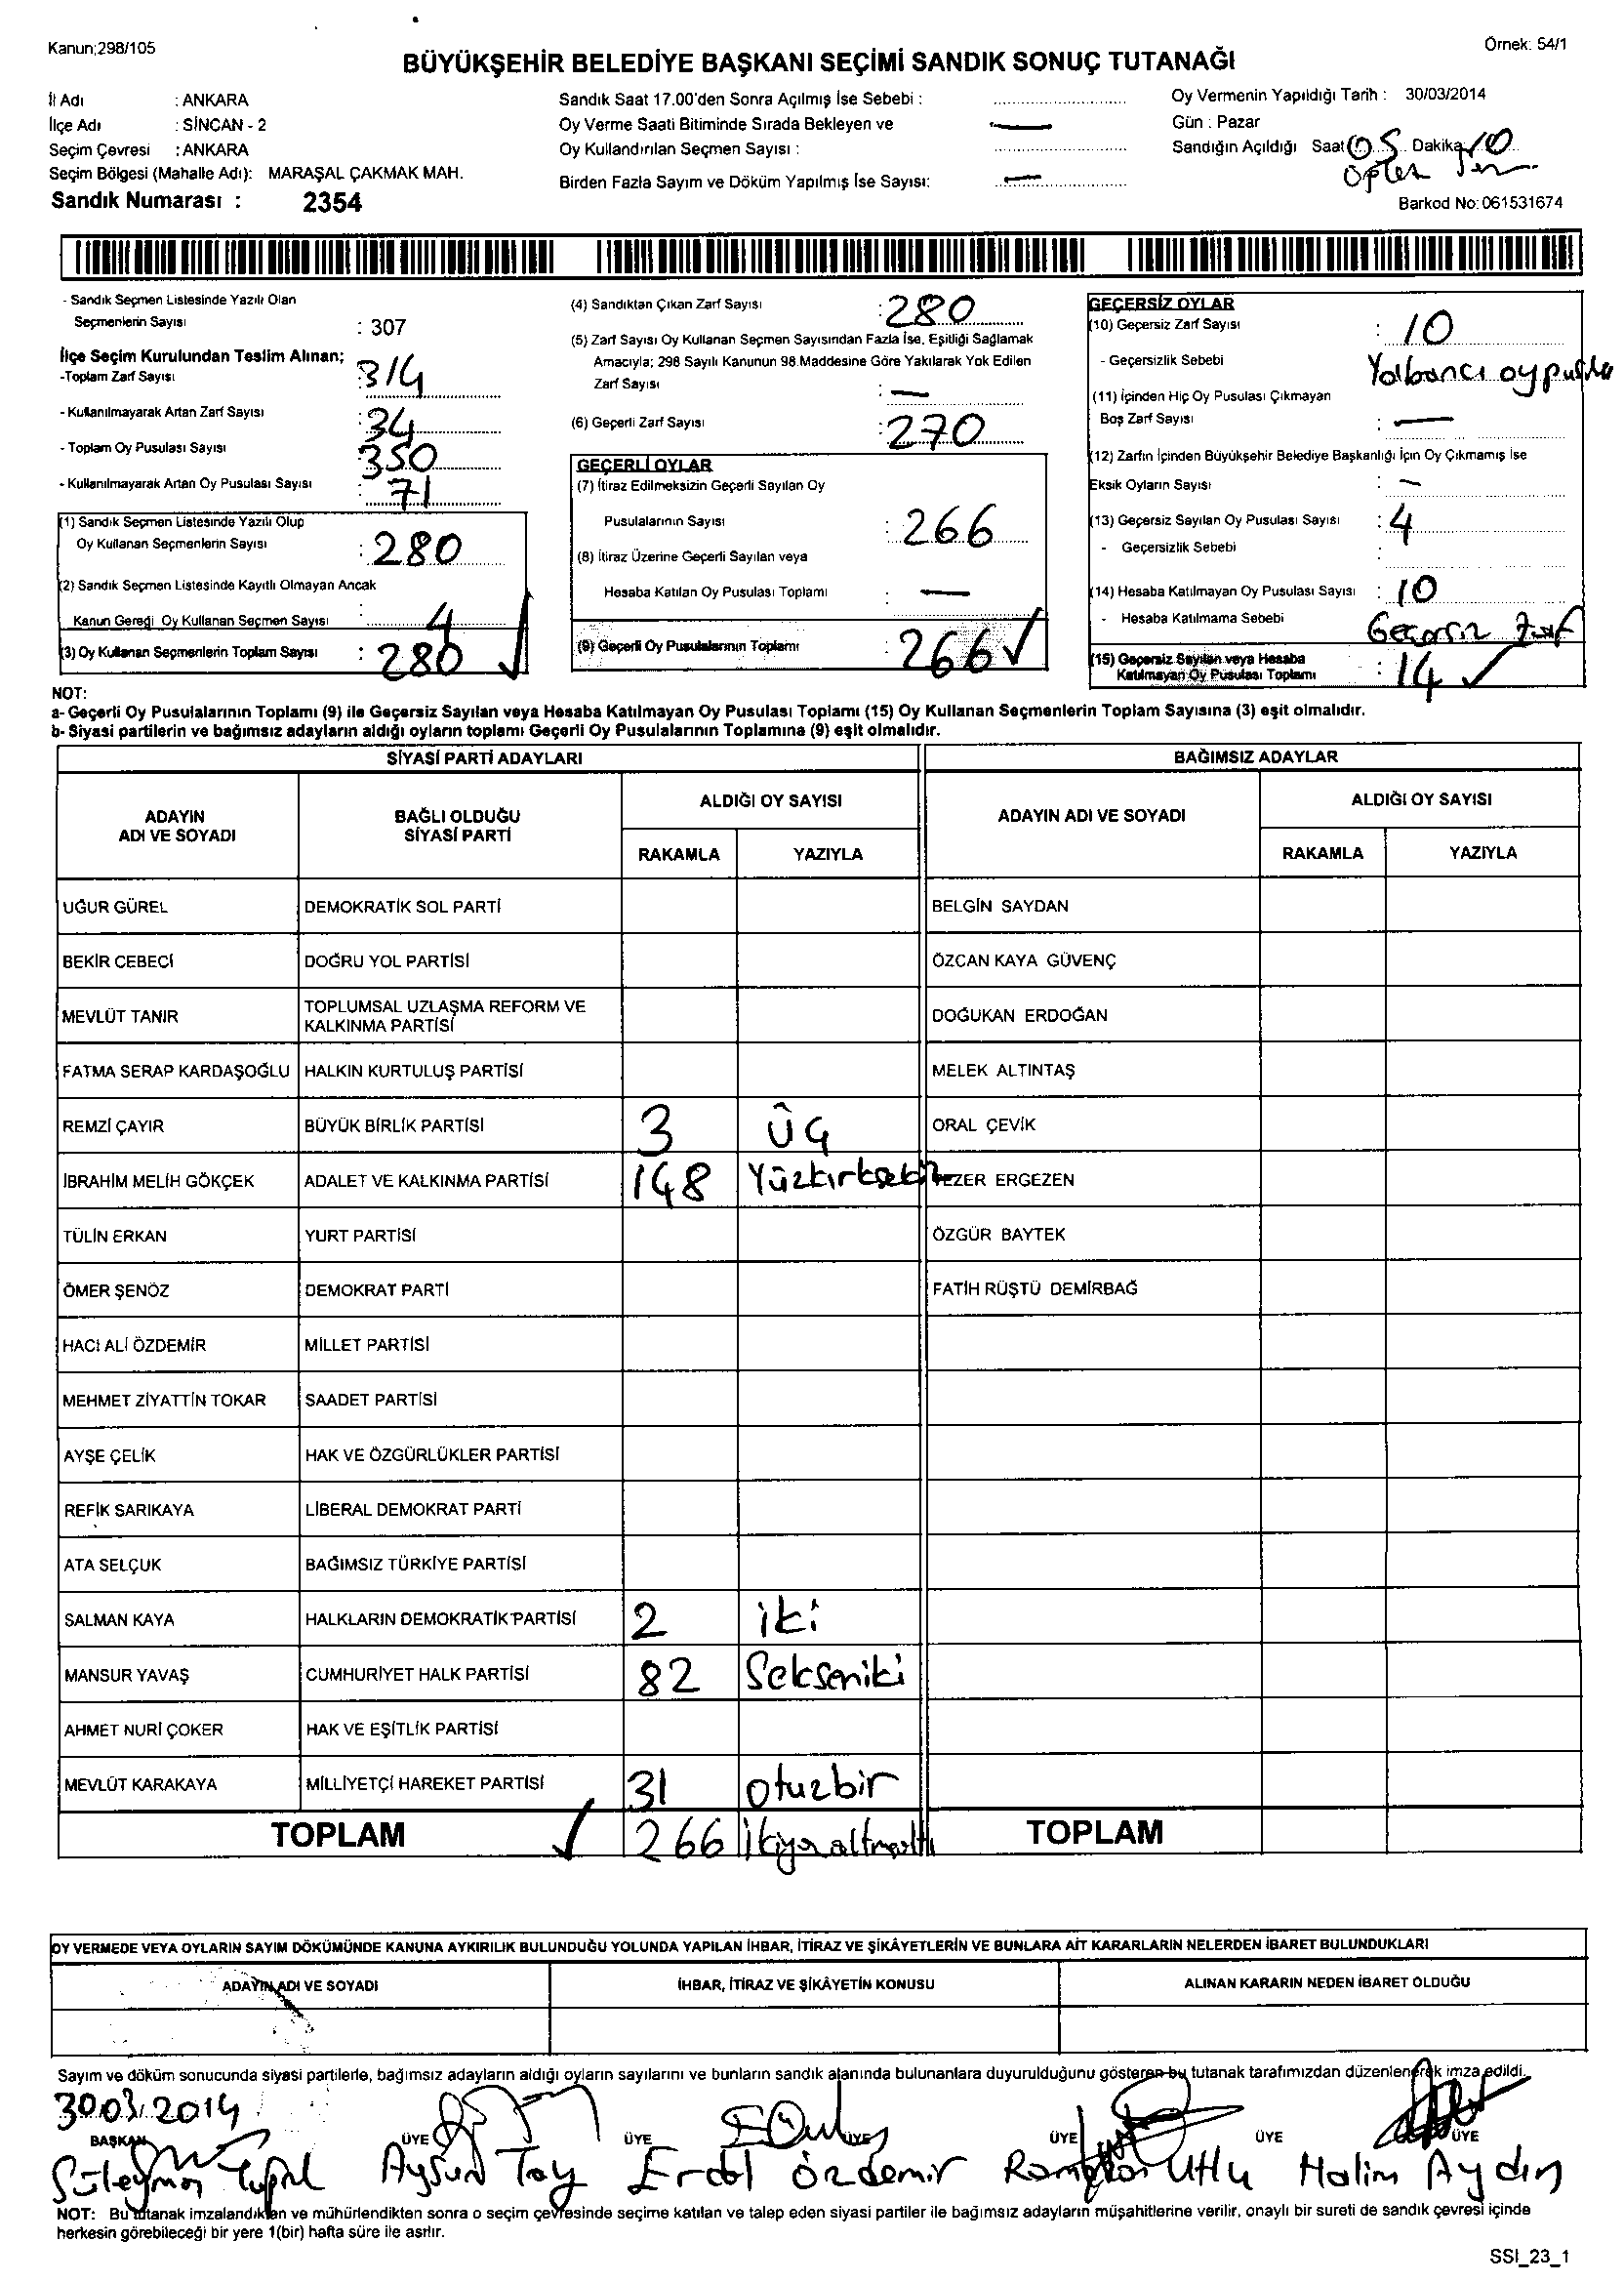 Kanun;298/105
Örnek: 54/1
BÜYÜKŞEHİR BELEDİYE BAŞKANI SEÇİMİ SANDIK SONUÇ TUTANAĞI
İl Adı : ANKARA
İlçe Adı : SİNCAN - 2
Seçim Çevresi : ANKARA
Seçim Bölgesi (Mahalle Adı): MARAŞAL ÇAKMAK MAH.
Sandık Numarası : 2354
Sandık Saat 17.00'den Sonra Açılmış İse Sebebi :
Oy Verme Saati Bitiminde Sırada Bekleyen ve —
Oy Kullandırılan Seçmen Sayısı :
Birden Fazla Sayım ve Döküm Yapılmış İse Sayısı: —
Oy Vermenin Yapıldığı Tarih : 30/03/2014
Gün : Pazar
Sandığın Açıldığı Saat 05 Dakika 10
Barkod No: 061531674
- Sandık Seçmen Listesinde Yazılı Olan
Seçmenlerin Sayısı : 307
İlçe Seçim Kurulundan Teslim Alınan;
-Toplam Zarf Sayısı : 314
- Kullanılmayarak Artan Zarf Sayısı : 34
- Toplam Oy Pusulası Sayısı : 350
- Kullanılmayarak Artan Oy Pusulası Sayısı : 71
(1) Sandık Seçmen Listesinde Yazılı Olup
Oy Kullanan Seçmenlerin Sayısı : 280
(2) Sandık Seçmen Listesinde Kayıtlı Olmayan Ancak
Kanun Gereği Oy Kullanan Seçmen Sayısı : 4
(3) Oy Kullanan Seçmenlerin Toplam Sayısı : 280 ✓
(4) Sandıktan Çıkan Zarf Sayısı : 280
(5) Zarf Sayısı Oy Kullanan Seçmen Sayısından Fazla İse, Eşitliği Sağlamak
Amacıyla; 298 Sayılı Kanunun 98.Maddesine Göre Yakılarak Yok Edilen
Zarf Sayısı : —
(6) Geçerli Zarf Sayısı : 270
GEÇERLİ OYLAR
(7) İtiraz Edilmeksizin Geçerli Sayılan Oy
Pusulalarının Sayısı : 266
(8) İtiraz Üzerine Geçerli Sayılan veya
Hesaba Katılan Oy Pusulası Toplamı : —
(9) Geçerli Oy Pusulalarının Toplamı : 266 ✓
GEÇERSİZ OYLAR
(10) Geçersiz Zarf Sayısı : 10
- Geçersizlik Sebebi Yabancı oy pusula
(11) İçinden Hiç Oy Pusulası Çıkmayan
Boş Zarf Sayısı : —
(12) Zarfın İçinden Büyükşehir Belediye Başkanlığı İçin Oy Çıkmamış İse
Eksik Oyların Sayısı : —
(13) Geçersiz Sayılan Oy Pusulası Sayısı : 4
- Geçersizlik Sebebi :
(14) Hesaba Katılmayan Oy Pusulası Sayısı : 10
- Hesaba Katılmama Sebebi Geçersiz Zarf
(15) Geçersiz Sayılan veya Hesaba
Katılmayan Oy Pusulası Toplamı : 14 ✓
NOT:
a- Geçerli Oy Pusulalarının Toplamı (9) ile Geçersiz Sayılan veya Hesaba Katılmayan Oy Pusulası Toplamı (15) Oy Kullanan Seçmenlerin Toplam Sayısına (3) eşit olmalıdır.
b- Siyasi partilerin ve bağımsız adayların aldığı oyların toplamı Geçerli Oy Pusulalarının Toplamına (9) eşit olmalıdır.
SİYASİ PARTİ ADAYLARI BAĞIMSIZ ADAYLAR
ADAYIN ADI VE SOYADI BAĞLI OLDUĞU SİYASİ PARTİ ALDIĞI OY SAYISI ADAYIN ADI VE SOYADI ALDIĞI OY SAYISI
RAKAMLA YAZIYLA RAKAMLA YAZIYLA
UĞUR GÜREL DEMOKRATİK SOL PARTİ BELGİN SAYDAN
BEKİR CEBECİ DOĞRU YOL PARTİSİ ÖZCAN KAYA GÜVENÇ
MEVLÜT TANIR TOPLUMSAL UZLAŞMA REFORM VE KALKINMA PARTİSİ DOĞUKAN ERDOĞAN
FATMA SERAP KARDAŞOĞLU HALKIN KURTULUŞ PARTİSİ MELEK ALTINTAŞ
REMZİ ÇAYIR BÜYÜK BİRLİK PARTİSİ 3 üç ORAL ÇEVİK
İBRAHİM MELİH GÖKÇEK ADALET VE KALKINMA PARTİSİ 148 Yüzkırksekiz TEZER ERGEZEN
TÜLİN ERKAN YURT PARTİSİ ÖZGÜR BAYTEK
ÖMER ŞENÖZ DEMOKRAT PARTİ FATİH RÜŞTÜ DEMİRBAĞ
HACI ALİ ÖZDEMİR MİLLET PARTİSİ
MEHMET ZİYATTİN TOKAR SAADET PARTİSİ
AYŞE ÇELİK HAK VE ÖZGÜRLÜKLER PARTİSİ
REFİK SARIKAYA LİBERAL DEMOKRAT PARTİ
ATA SELÇUK BAĞIMSIZ TÜRKİYE PARTİSİ
SALMAN KAYA HALKLARIN DEMOKRATİK PARTİSİ 2 iki
MANSUR YAVAŞ CUMHURİYET HALK PARTİSİ 82 Sekseniki
AHMET NURİ ÇOKER HAK VE EŞİTLİK PARTİSİ
MEVLÜT KARAKAYA MİLLİYETÇİ HAREKET PARTİSİ 31 otuzbir
TOPLAM ✓ 266 TOPLAM
OY VERMEDE VEYA OYLARIN SAYIM DÖKÜMÜNDE KANUNA AYKIRILIK BULUNDUĞU YOLUNDA YAPILAN İHBAR, İTİRAZ VE ŞİKÂYETLERİN VE BUNLARA AİT KARARLARIN NELERDEN İBARET BULUNDUKLARI
ADAYIN ADI VE SOYADI İHBAR, İTİRAZ VE ŞİKÂYETİN KONUSU ALINAN KARARIN NEDEN İBARET OLDUĞU
Sayım ve döküm sonucunda siyasi partilerle, bağımsız adayların aldığı oyların sayılarını ve bunların sandık alanında bulunanlara duyurulduğunu gösteren bu tutanak tarafımızdan düzenlenerek imza edildi.
30.03.2014
BAŞKAN ÜYE ÜYE ÜYE ÜYE ÜYE ÜYE
Süleyman Aysun Tay Erdal Özdemir Ramazan Utlu Halim Aydın
NOT: Bu tutanak imzalandıktan ve mühürlendikten sonra o seçim çevresinde seçime katılan ve talep eden siyasi partiler ile bağımsız adayların müşahitlerine verilir, onaylı bir sureti de sandık çevresi içinde
herkesin görebileceği bir yere 1(bir) hafta süre ile asılır.
SSI_23_1